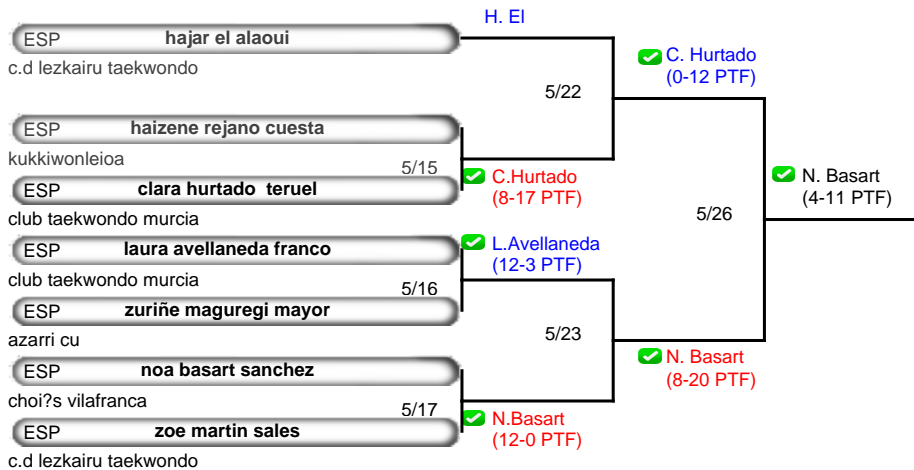 H. El
ESP hajar el alaoui
c.d lezkairu taekwondo
C. Hurtado
(0-12 PTF)
5/22
ESP haizene rejano cuesta
kukkiwonleioa
5/15
C.Hurtado
(8-17 PTF)
ESP clara hurtado teruel
club taekwondo murcia
N. Basart
(4-11 PTF)
5/26
ESP laura avellaneda franco
club taekwondo murcia
L.Avellaneda
(12-3 PTF)
5/16
ESP zuriñe maguregi mayor
azarri cu
5/23
ESP noa basart sanchez
choi?s vilafranca
N. Basart
(8-20 PTF)
5/17
N.Basart
(12-0 PTF)
ESP zoe martin sales
c.d lezkairu taekwondo